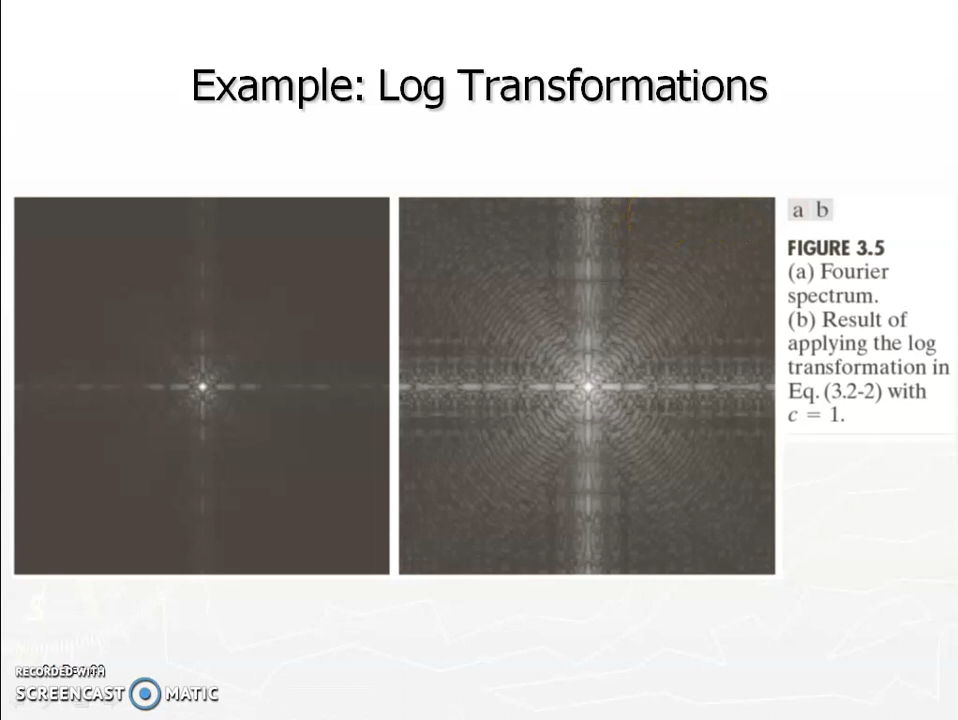 Example: Log Transformations
a b
FIGURE 3.5
(a) Fourier
spectrum.
(b) Result of
applying the log
transformation in
Eq. (3.2-2) with
c = 1.
RECORDED WITH
SCREENCAST MATIC